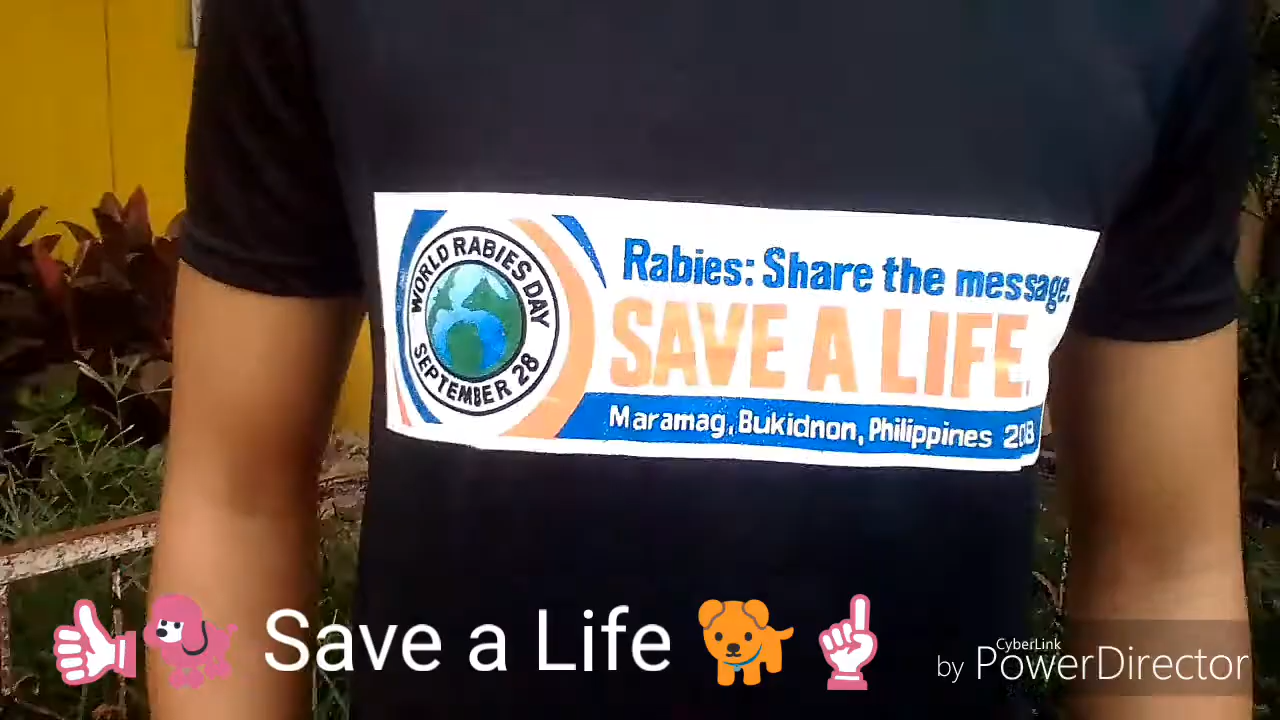 WORLD RABIES DAY
SEPTEMBER 28
Rabies: Share the message.
SAVE A LIFE.
Maramag, Bukidnon, Philippines 2018
Save a Life
CyberLink
by PowerDirector